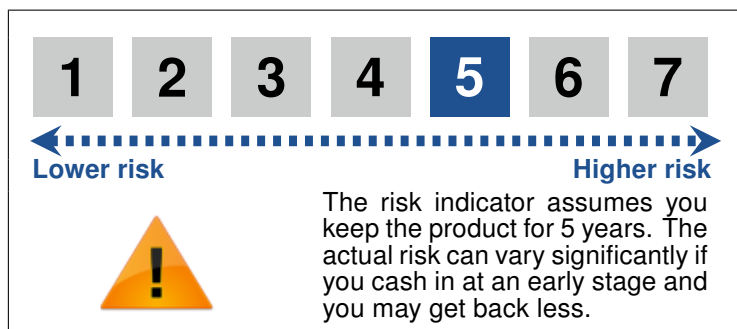 1 2 3 4 5 6 7
Lower risk Higher risk
The risk indicator assumes you
keep the product for 5 years. The
actual risk can vary significantly if
you cash in at an early stage and
you may get back less.